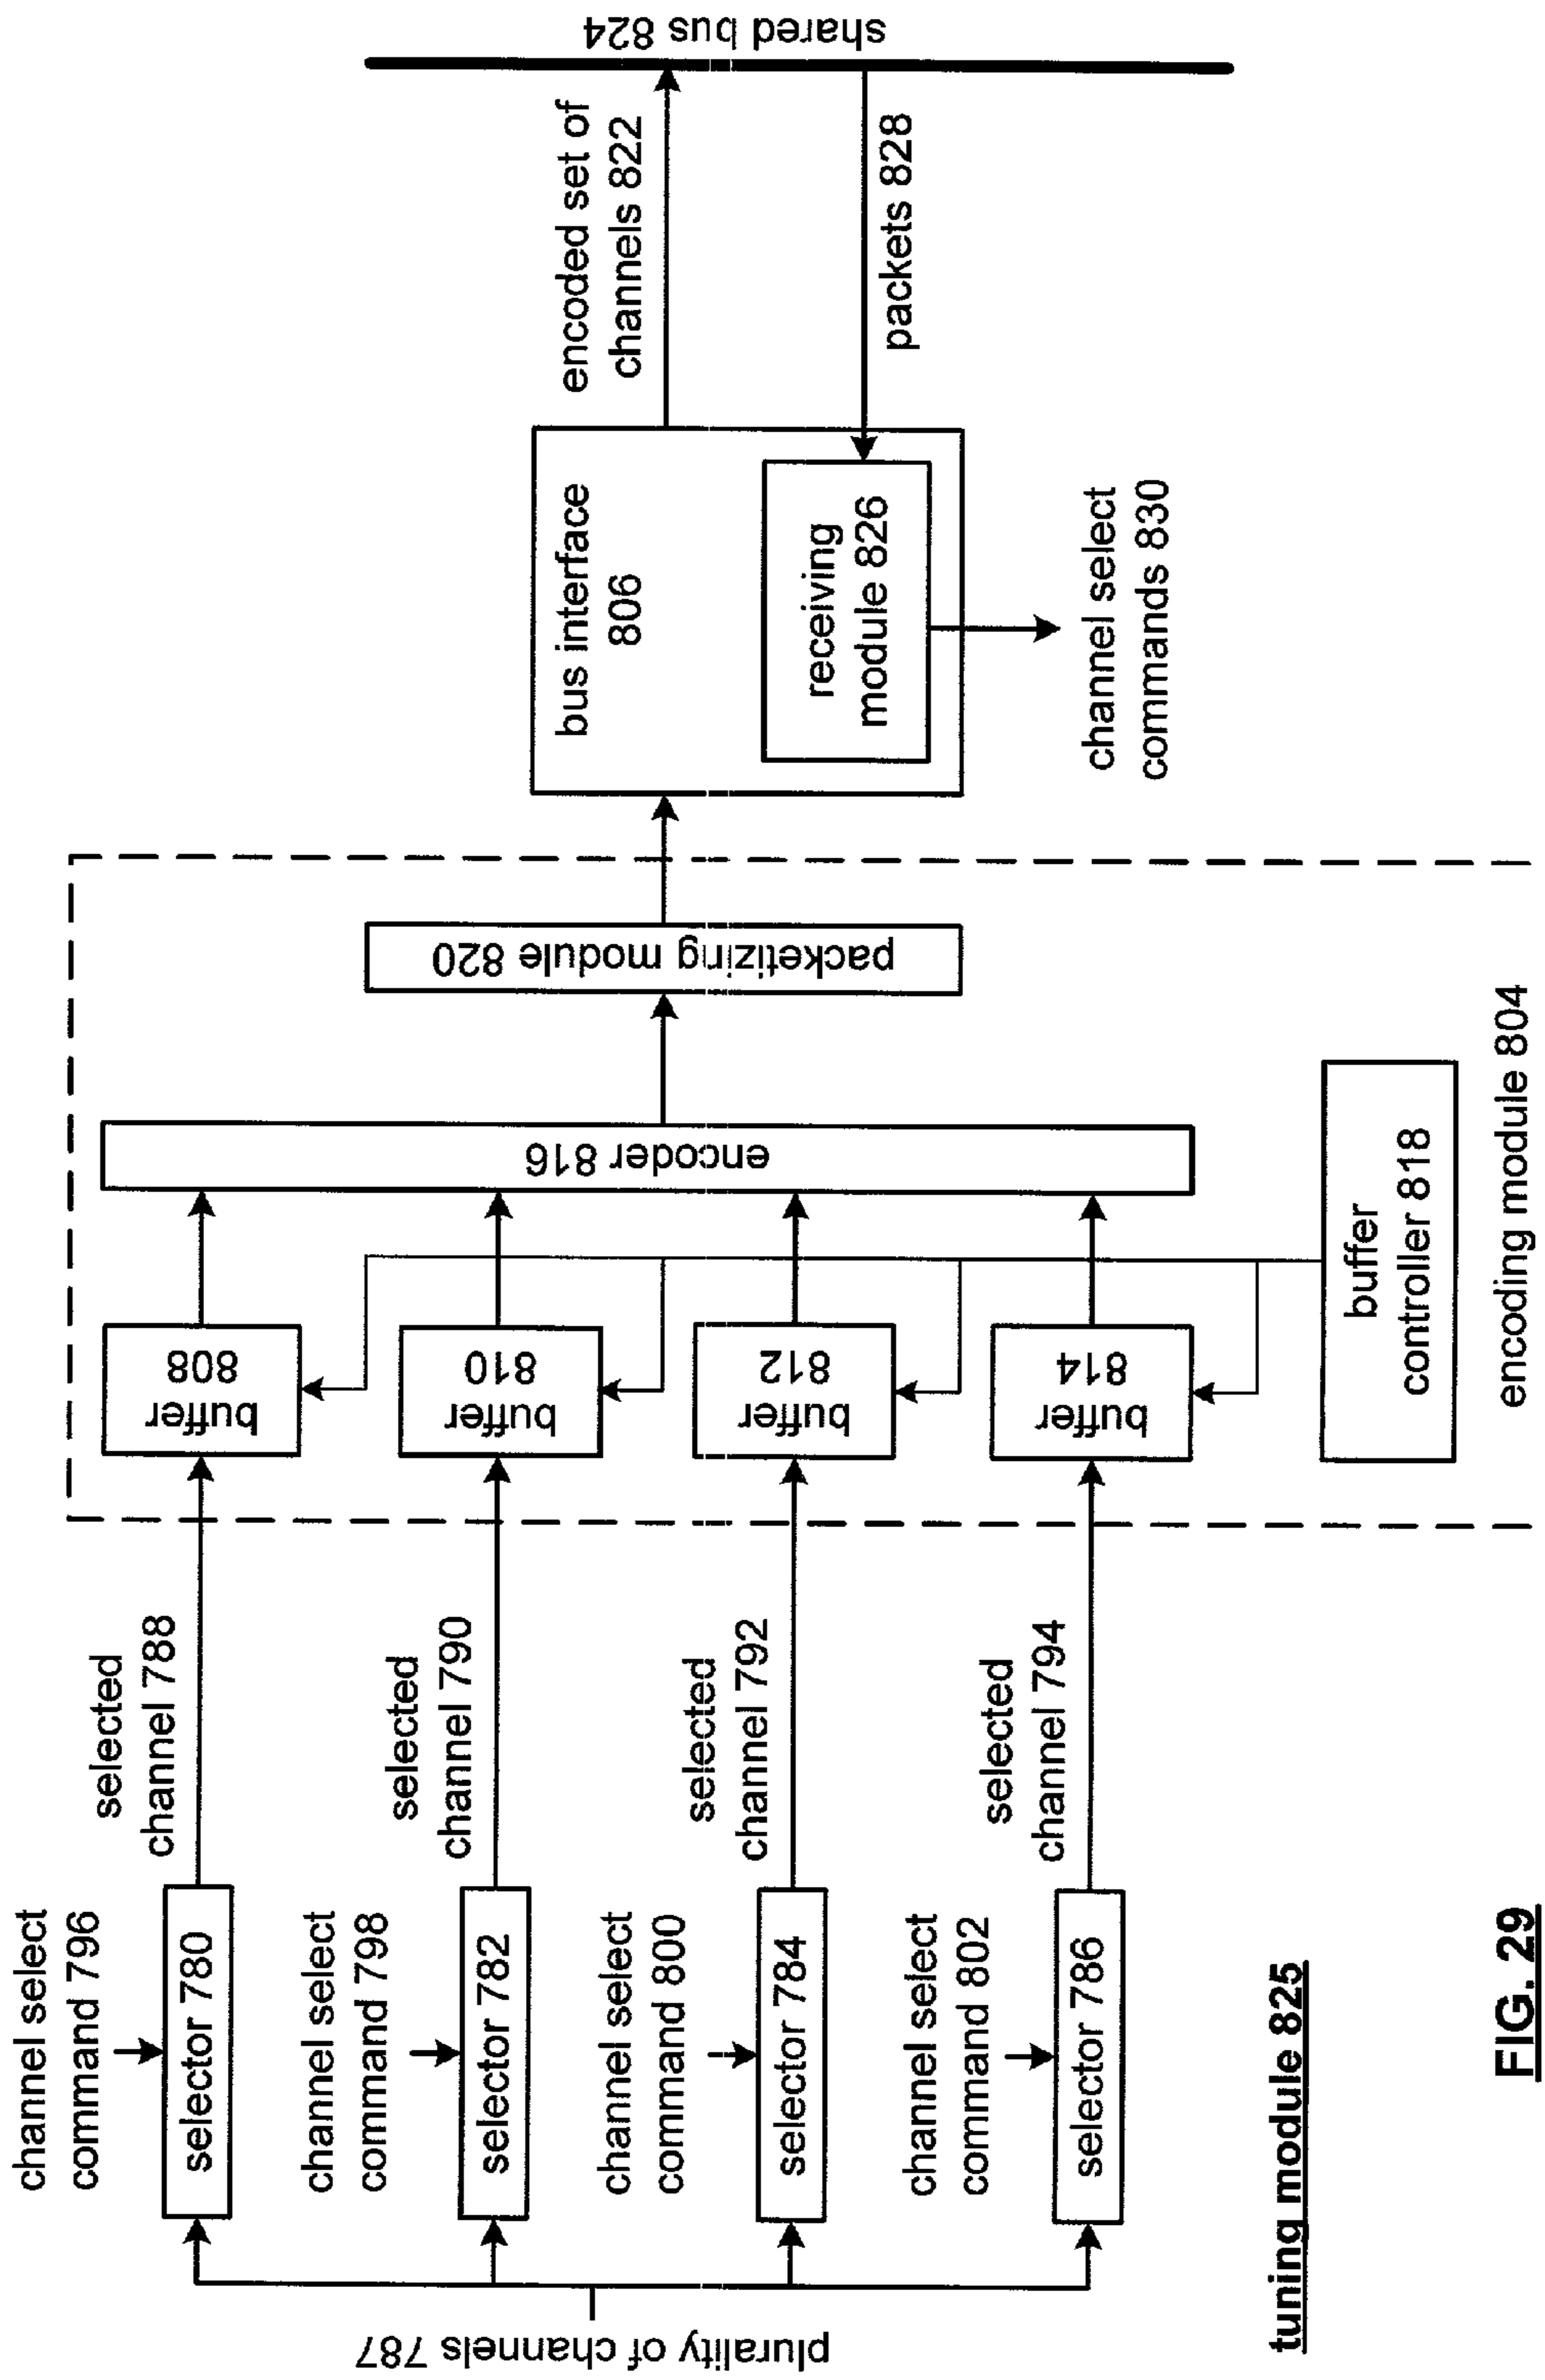 plurality of channels 787
channel select
command 796
selector 780
selected
channel 788
channel select
command 798
selector 782
selected
channel 790
channel select
command 800
selector 784
selected
channel 792
channel select
command 802
selector 786
selected
channel 794
buffer
808
buffer
810
buffer
812
buffer
814
encoder 816
packetizing module 820
buffer
controller 818
encoding module 804
bus interface
806
receiving
module 826
channel select
commands 830
encoded set of
channels 822
packets 828
shared bus 824
tuning module 825
FIG. 29